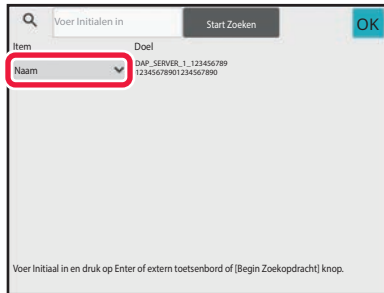 Voer Initialen in
Start Zoeken
OK
Item
Doel
Naam
DAP_SERVER_1_123456789
12345678901234567890
Voer Initiaal in en druk op Enter of extern toetsenbord of [Begin Zoekopdracht] knop.